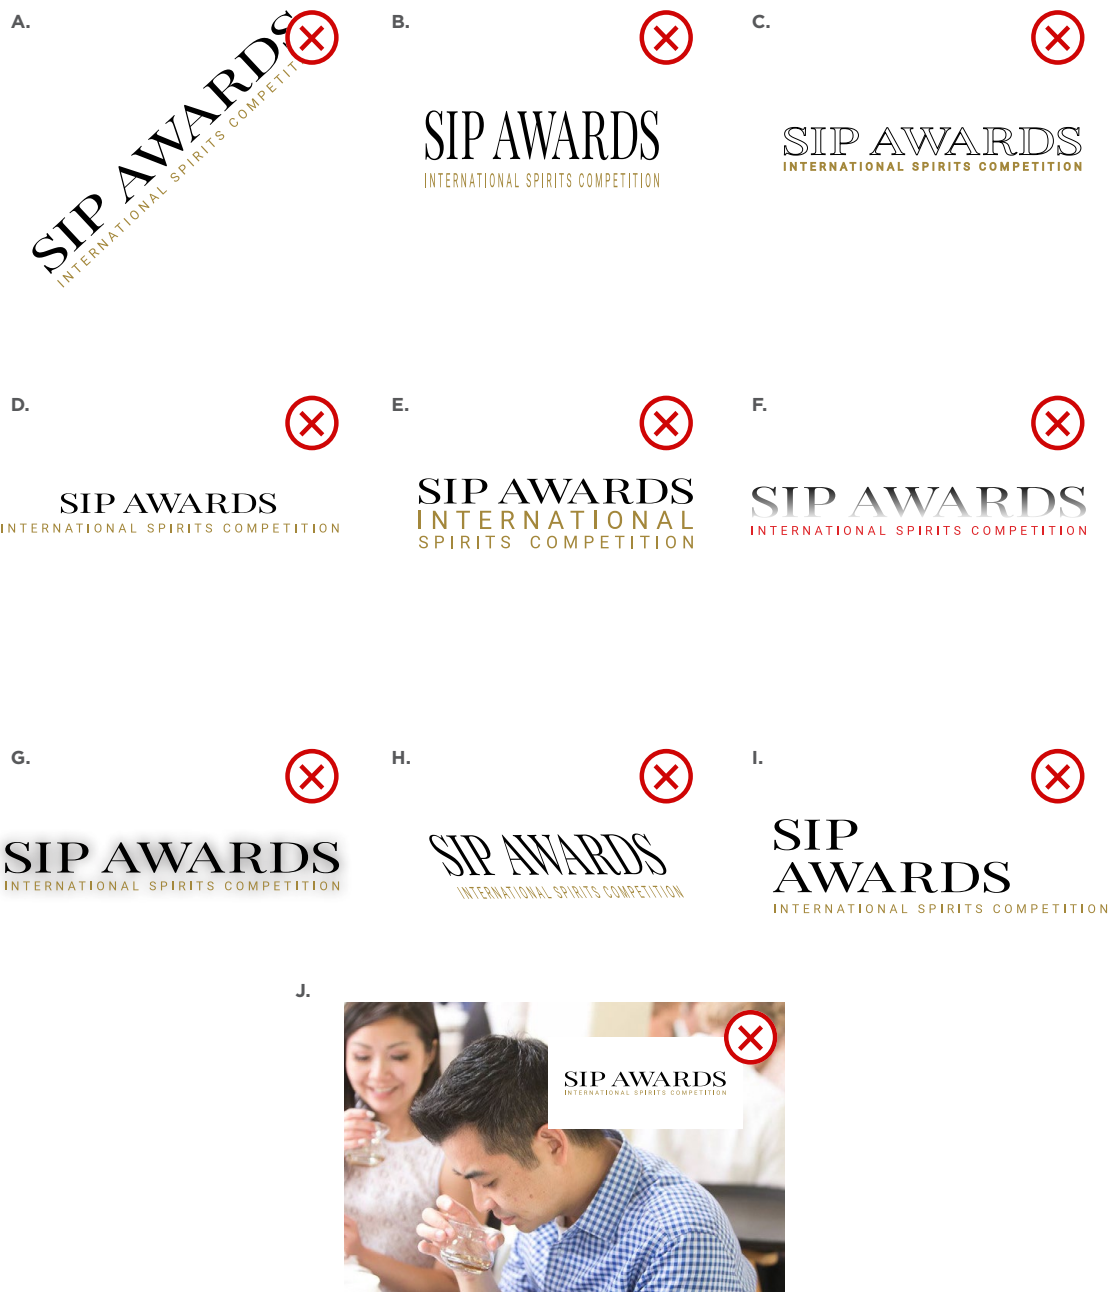 A.
SIP AWARDS
INTERNATIONAL SPIRITS
B.
SIP AWARDS
INTERNATIONAL SPIRITS COMPETITION
C.
SIP AWARDS
INTERNATIONAL SPIRITS COMPETITION
D.
SIP AWARDS
INTERNATIONAL SPIRITS COMPETITION
E.
SIP AWARDS
INTERNATIONAL
SPIRITS COMPETITION
F.
SIP AWARDS
INTERNATIONAL SPIRITS COMPETITION
G.
SIP AWARDS
INTERNATIONAL SPIRITS COMPETITION
H.
SIP AWARDS
INTERNATIONAL SPIRITS COMPETITION
I.
SIP
AWARDS
INTERNATIONAL SPIRITS COMPETITION
J.
SIP AWARDS
INTERNATIONAL SPIRITS COMPETITION